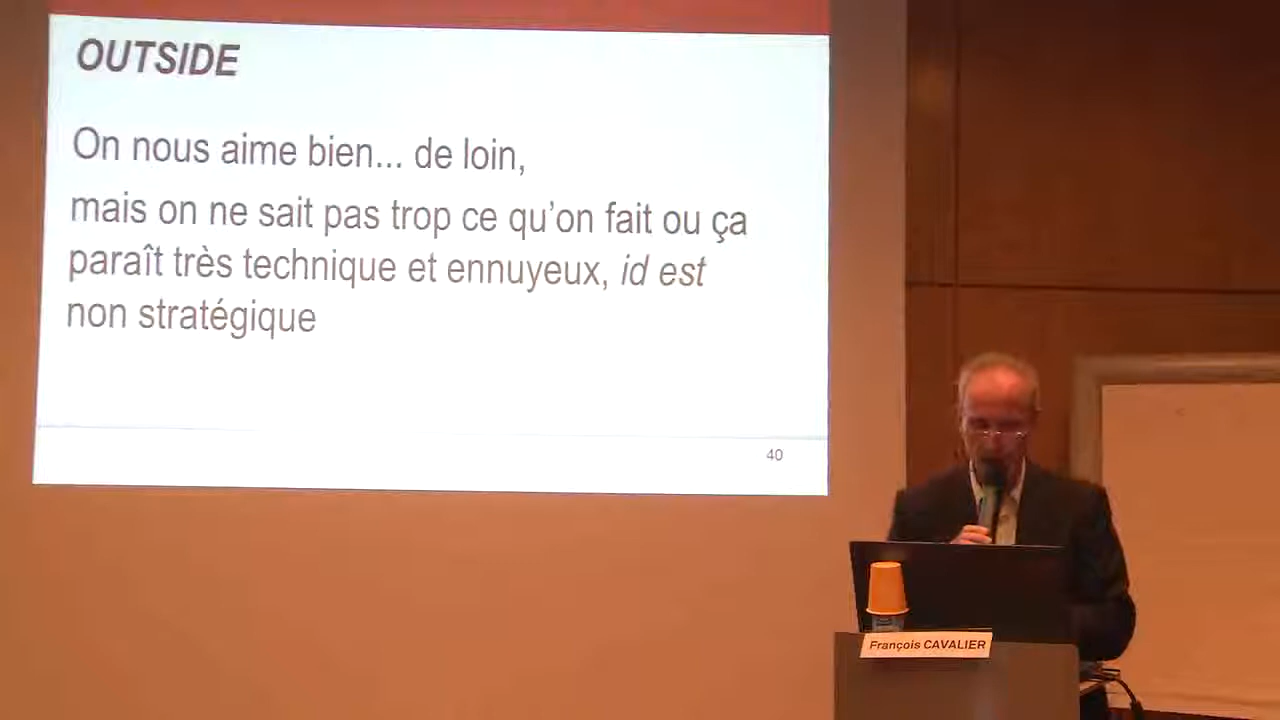 OUTSIDE
On nous aime bien... de loin,
mais on ne sait pas trop ce qu’on fait ou ça
paraît très technique et ennuyeux, id est
non stratégique
40
François CAVALIER